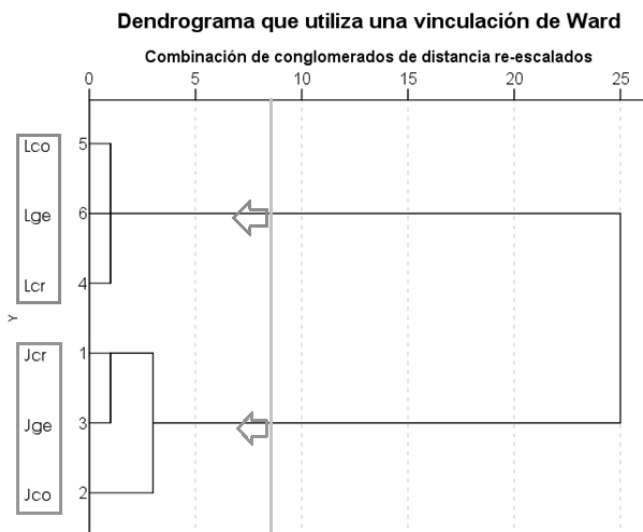 Dendrograma que utiliza una vinculación de Ward
Combinación de conglomerados de distancia re-escalados
0 5 10 15 20 25
Lco 5
Lge 6
Lcr 4
Y
Jcr 1
Jge 3
Jco 2